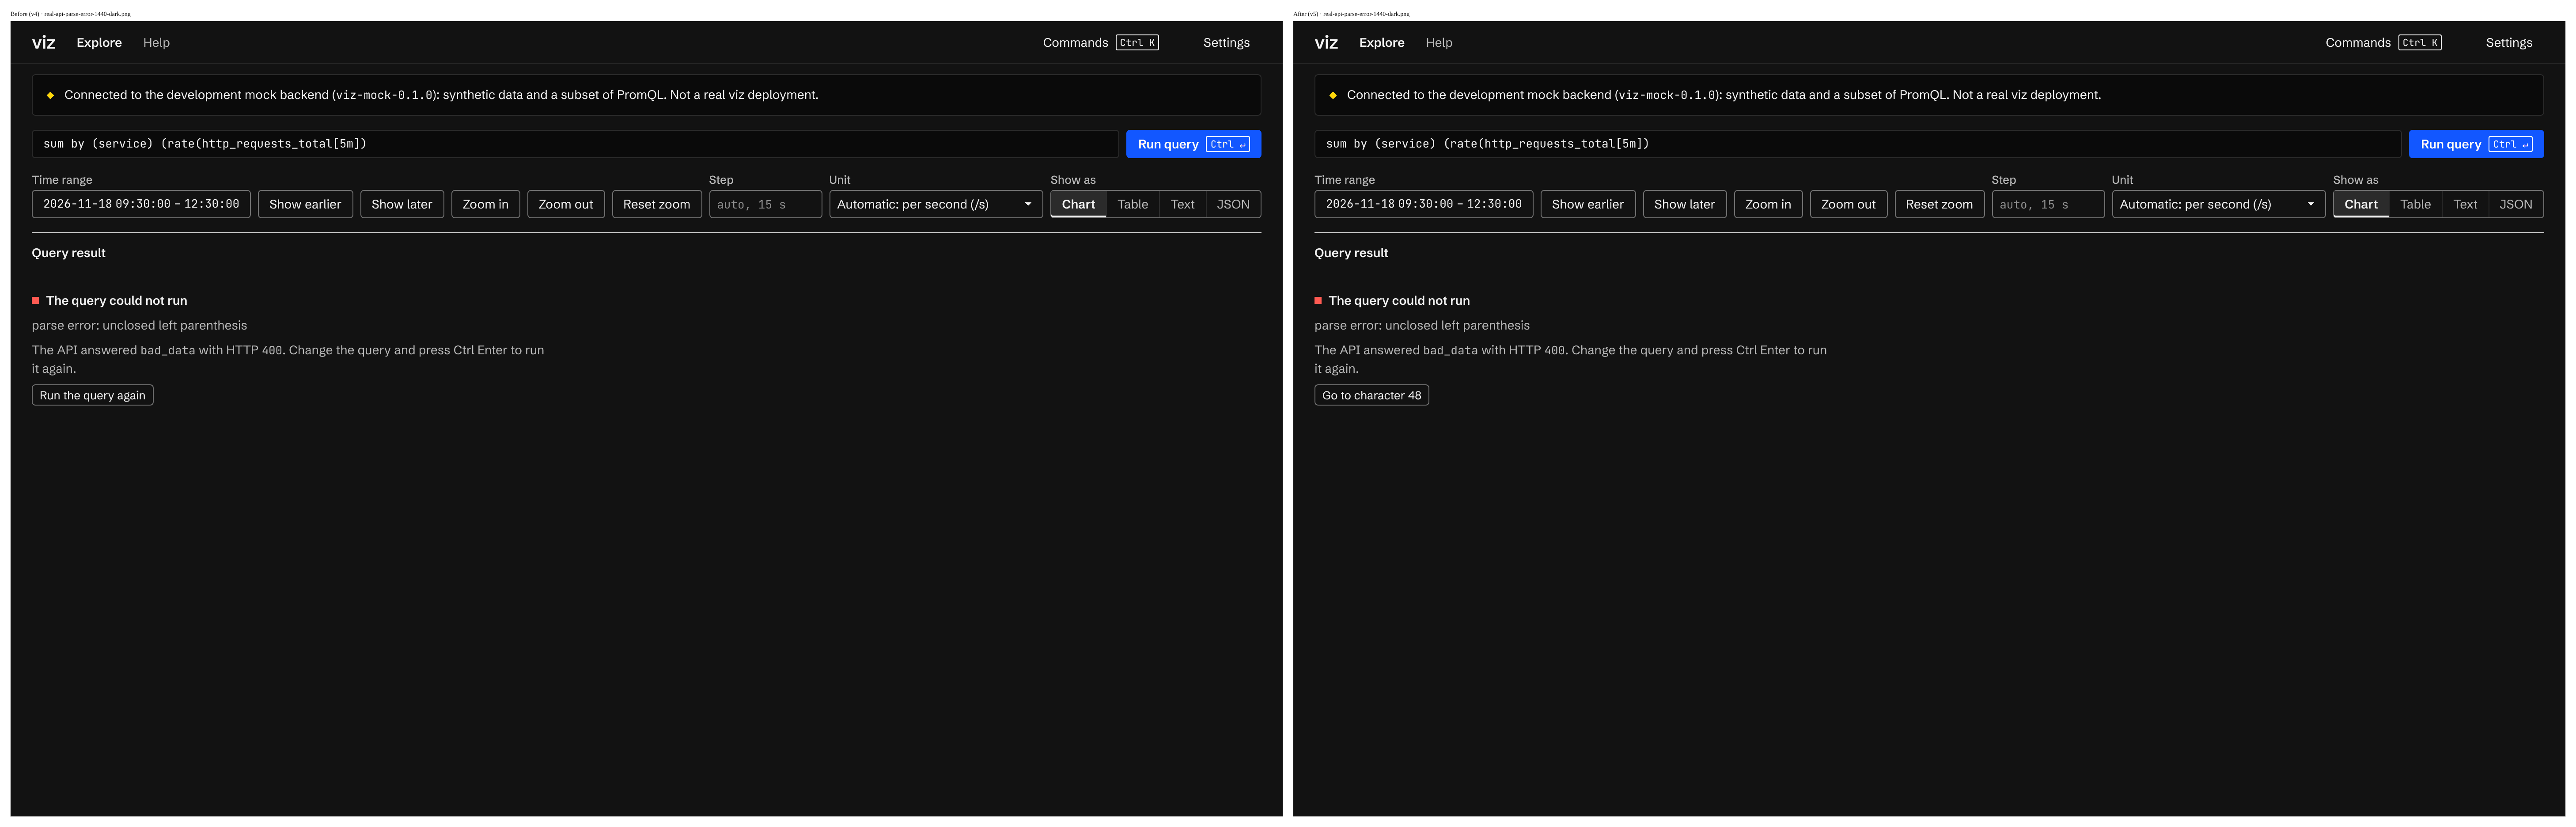 Before (v4) · real-api-parse-error-1440-dark.png
viz Explore Help Commands Ctrl K Settings
Connected to the development mock backend (viz-mock-0.1.0): synthetic data and a subset of PromQL. Not a real viz deployment.
sum by (service) (rate(http_requests_total[5m]) Run query Ctrl ↵
Time range Step Unit Show as
2026-11-18 09:30:00 – 12:30:00 Show earlier Show later Zoom in Zoom out Reset zoom auto, 15 s Automatic: per second (/s) Chart Table Text JSON
Query result
The query could not run
parse error: unclosed left parenthesis
The API answered bad_data with HTTP 400. Change the query and press Ctrl Enter to run
it again.
Run the query again
After (v5) · real-api-parse-error-1440-dark.png
viz Explore Help Commands Ctrl K Settings
Connected to the development mock backend (viz-mock-0.1.0): synthetic data and a subset of PromQL. Not a real viz deployment.
sum by (service) (rate(http_requests_total[5m]) Run query Ctrl ↵
Time range Step Unit Show as
2026-11-18 09:30:00 – 12:30:00 Show earlier Show later Zoom in Zoom out Reset zoom auto, 15 s Automatic: per second (/s) Chart Table Text JSON
Query result
The query could not run
parse error: unclosed left parenthesis
The API answered bad_data with HTTP 400. Change the query and press Ctrl Enter to run
it again.
Go to character 48